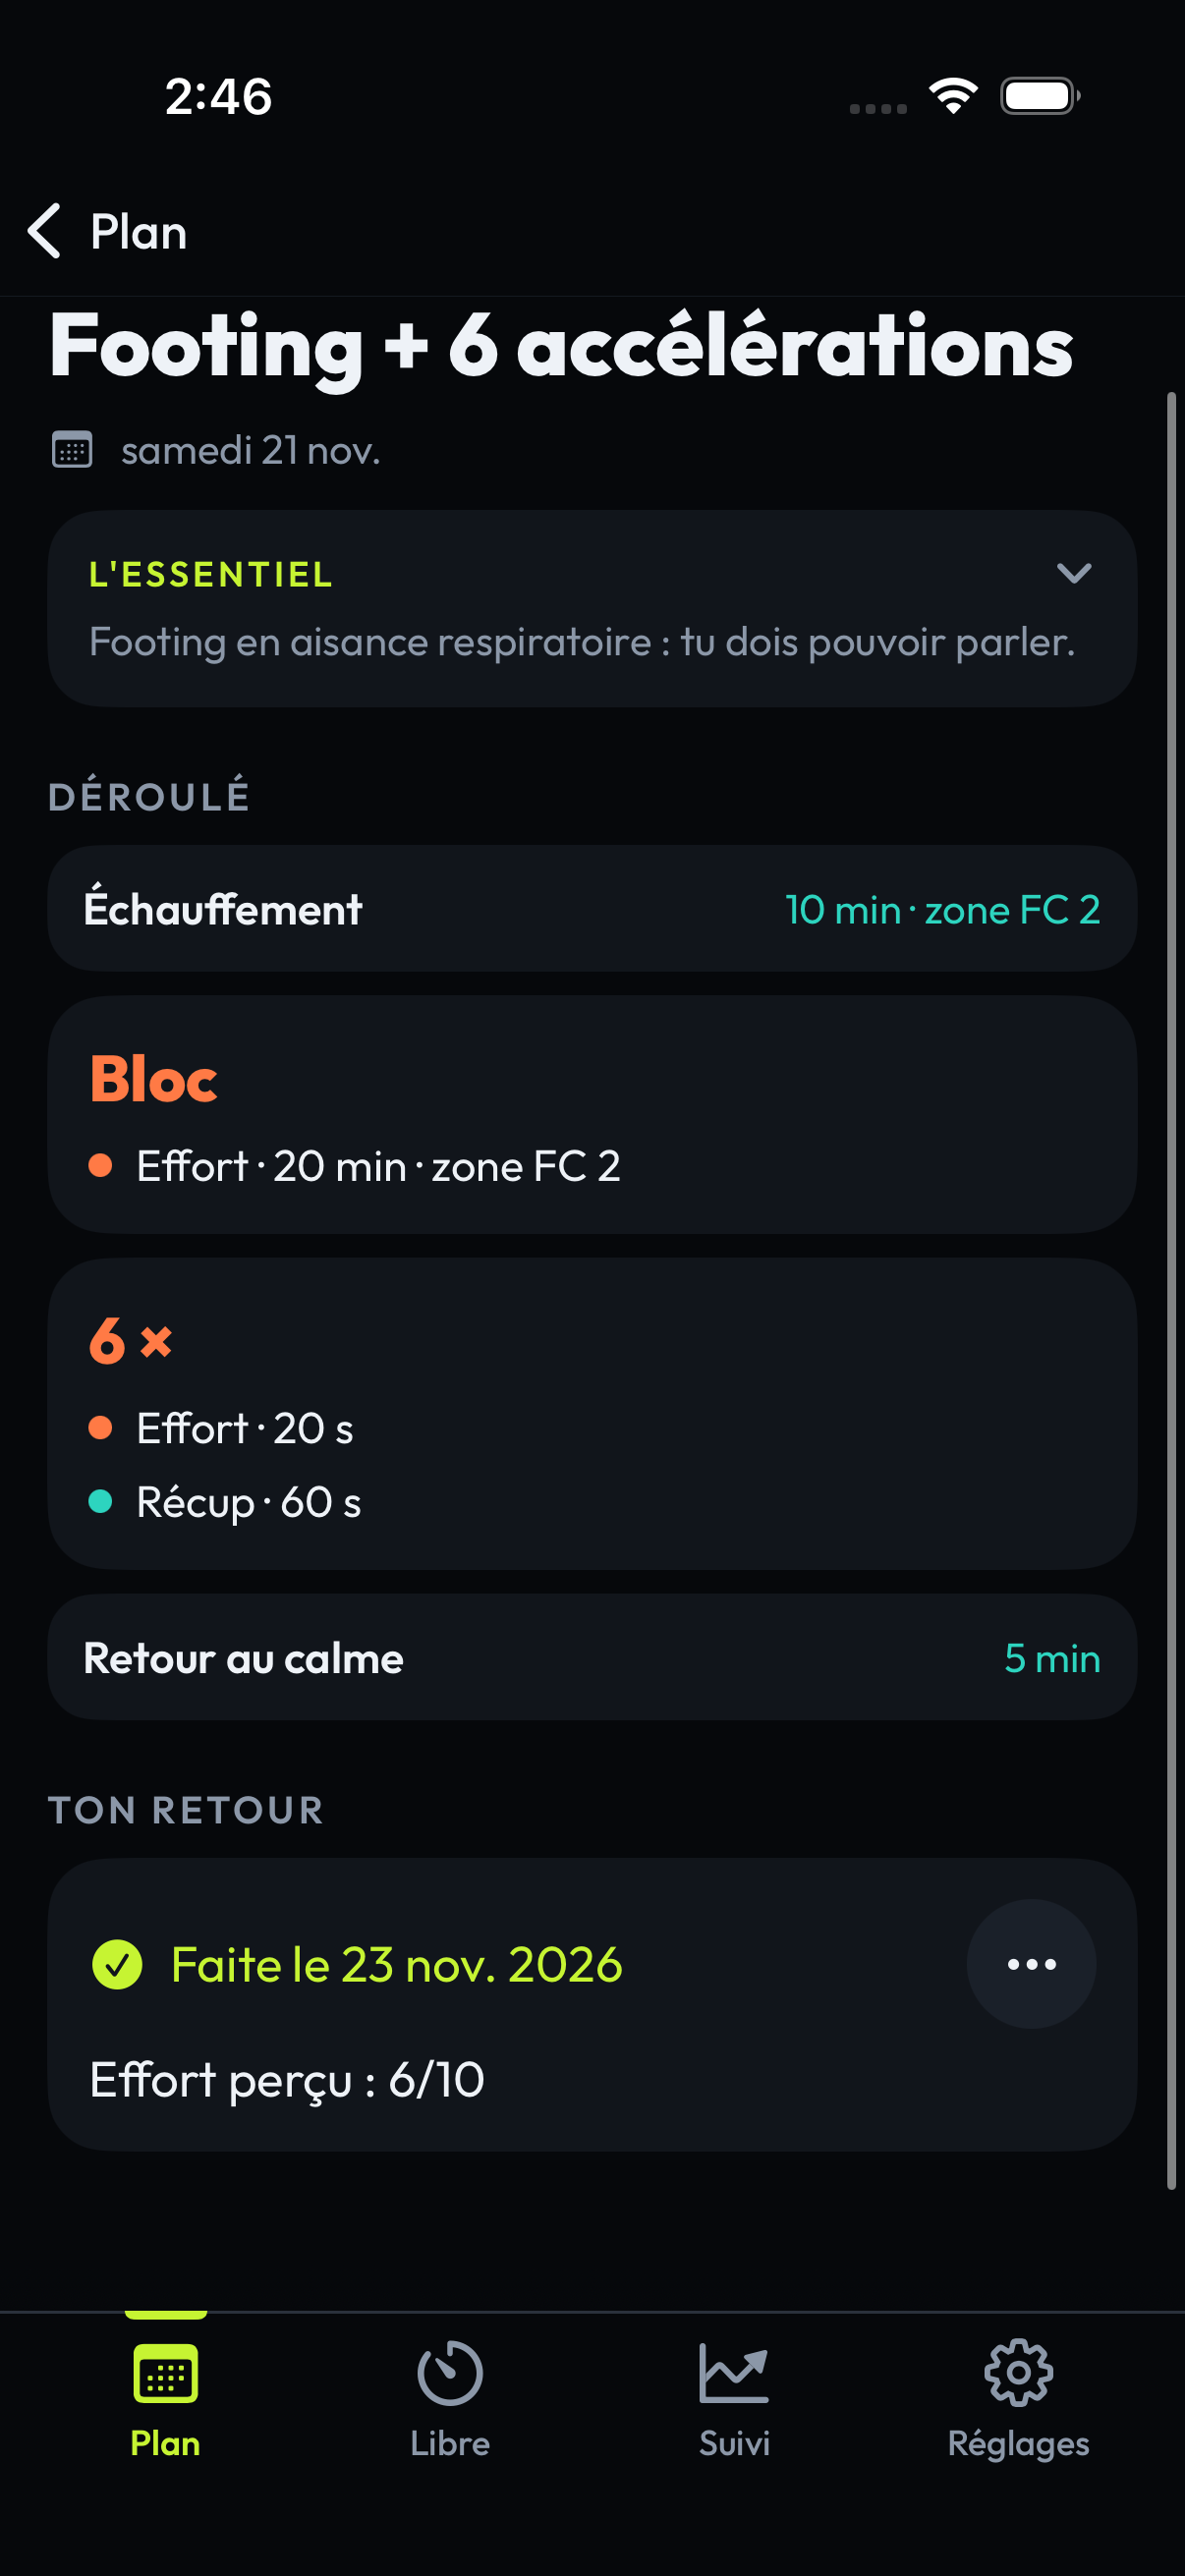 2:46
Plan
Footing + 6 accélérations
samedi 21 nov.
L'ESSENTIEL
Footing en aisance respiratoire : tu dois pouvoir parler.
DÉROULÉ
Échauffement
10 min · zone FC 2
Bloc
Effort · 20 min · zone FC 2
6 ×
Effort · 20 s
Récup · 60 s
Retour au calme
5 min
TON RETOUR
Faite le 23 nov. 2026
Effort perçu : 6/10
Plan
Libre
Suivi
Réglages